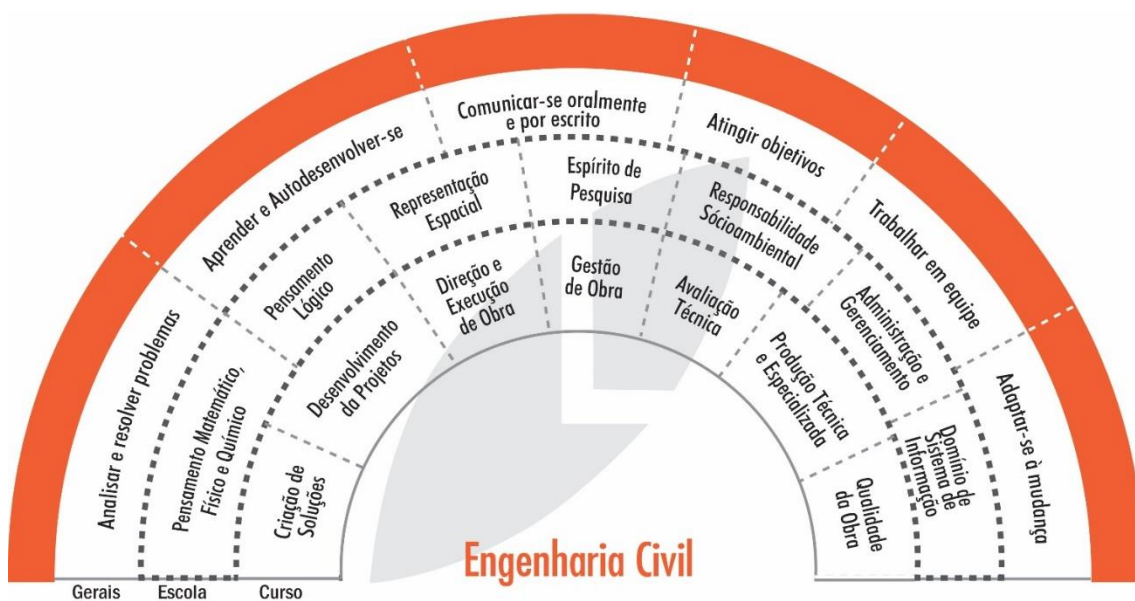 Analisar e resolver problemas
Aprender e Autodesenvolver-se
Comunicar-se oralmente
e por escrito
Atingir objetivos
Trabalhar em equipe
Adaptar-se à mudança
Pensamento Matemático,
Físico e Químico
Pensamento
Lógico
Representação
Espacial
Espírito de
Pesquisa
Responsabilidade
Sócioambiental
Administração e
Gerenciamento
Domínio de
Sistema de
Informação
Criação de
Soluções
Desenvolvimento
da Projetos
Direção e
Execução
de Obra
Gestão
de Obra
Avaliação
Técnica
Produção Técnica
e Especializada
Qualidade
da Obra
Engenharia Civil
Gerais
Escola
Curso